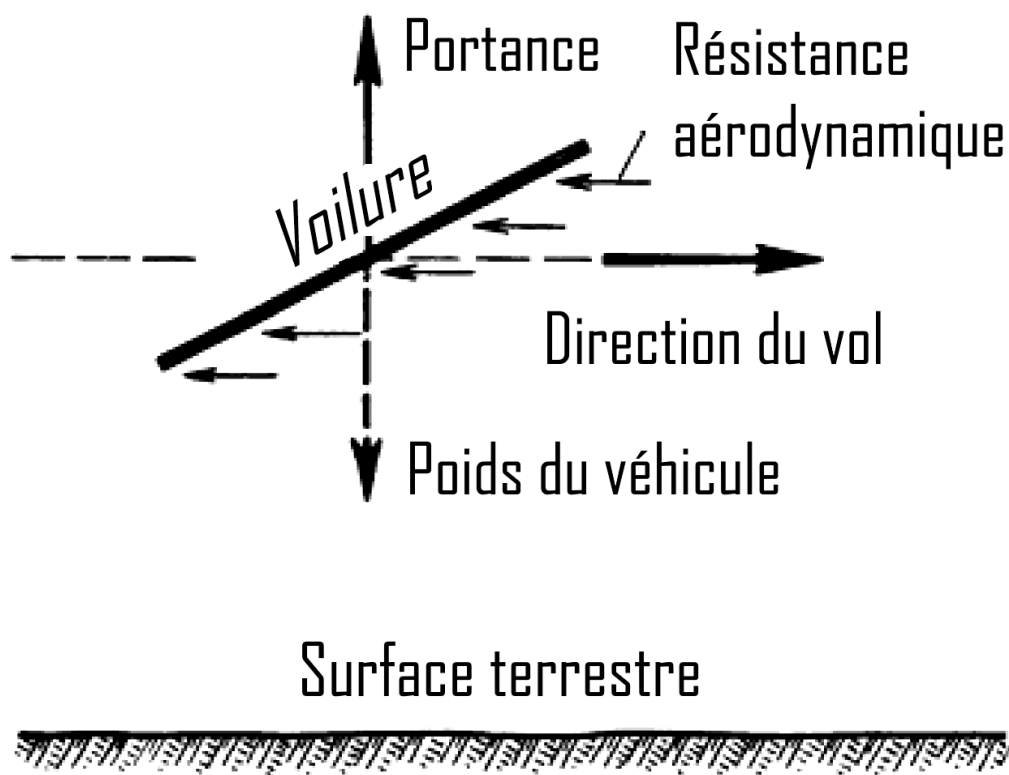 Portance
Résistance
aérodynamique
Voilure
Direction du vol
Poids du véhicule
Surface terrestre